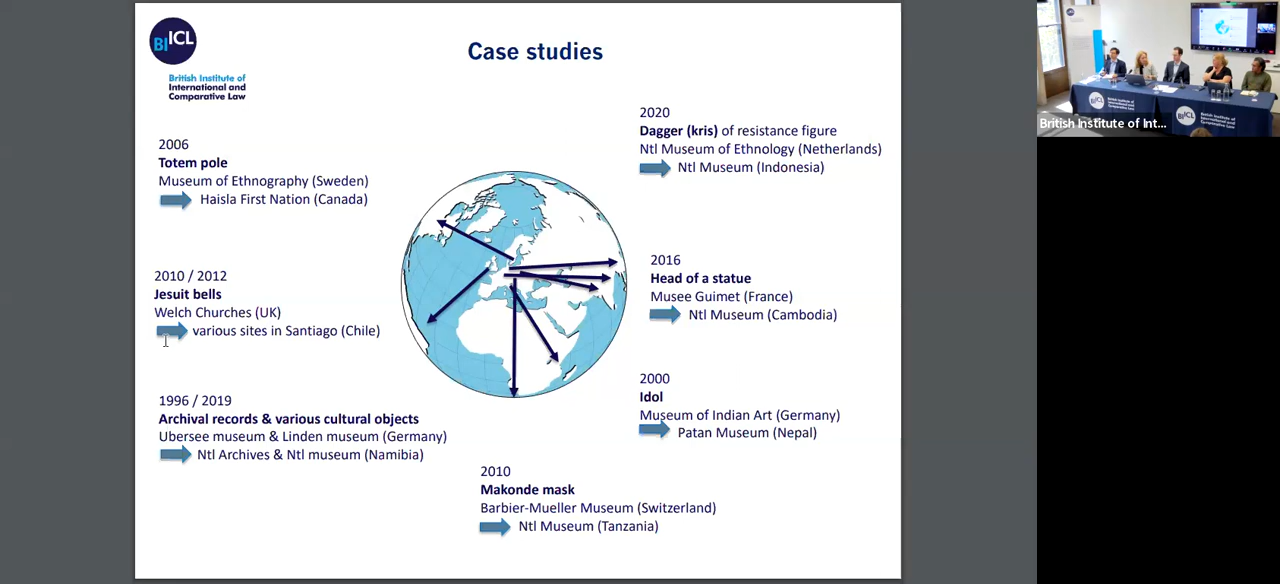 BIICL
British Institute of
International and
Comparative Law
Case studies
2006
Totem pole
Museum of Ethnography (Sweden)
Haisla First Nation (Canada)
2010 / 2012
Jesuit bells
Welch Churches (UK)
various sites in Santiago (Chile)
1996 / 2019
Archival records & various cultural objects
Ubersee museum & Linden museum (Germany)
Ntl Archives & Ntl museum (Namibia)
2010
Makonde mask
Barbier-Mueller Museum (Switzerland)
Ntl Museum (Tanzania)
2020
Dagger (kris) of resistance figure
Ntl Museum of Ethnology (Netherlands)
Ntl Museum (Indonesia)
2016
Head of a statue
Musee Guimet (France)
Ntl Museum (Cambodia)
2000
Idol
Museum of Indian Art (Germany)
Patan Museum (Nepal)
British Institute of Int...
BIICL
BIICL